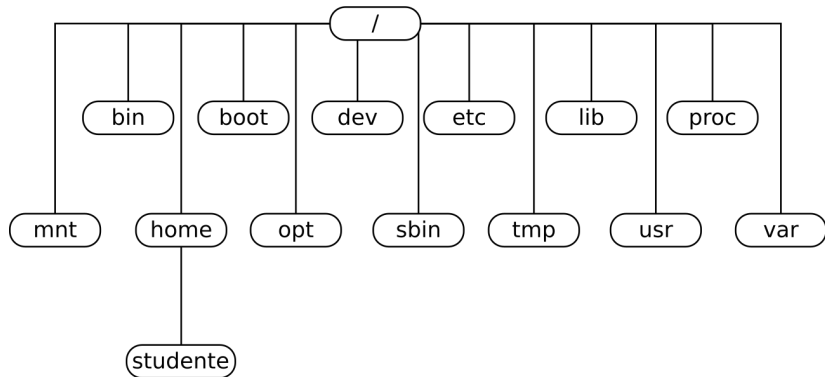 /
bin boot dev etc lib proc
mnt home opt sbin tmp usr var
studente